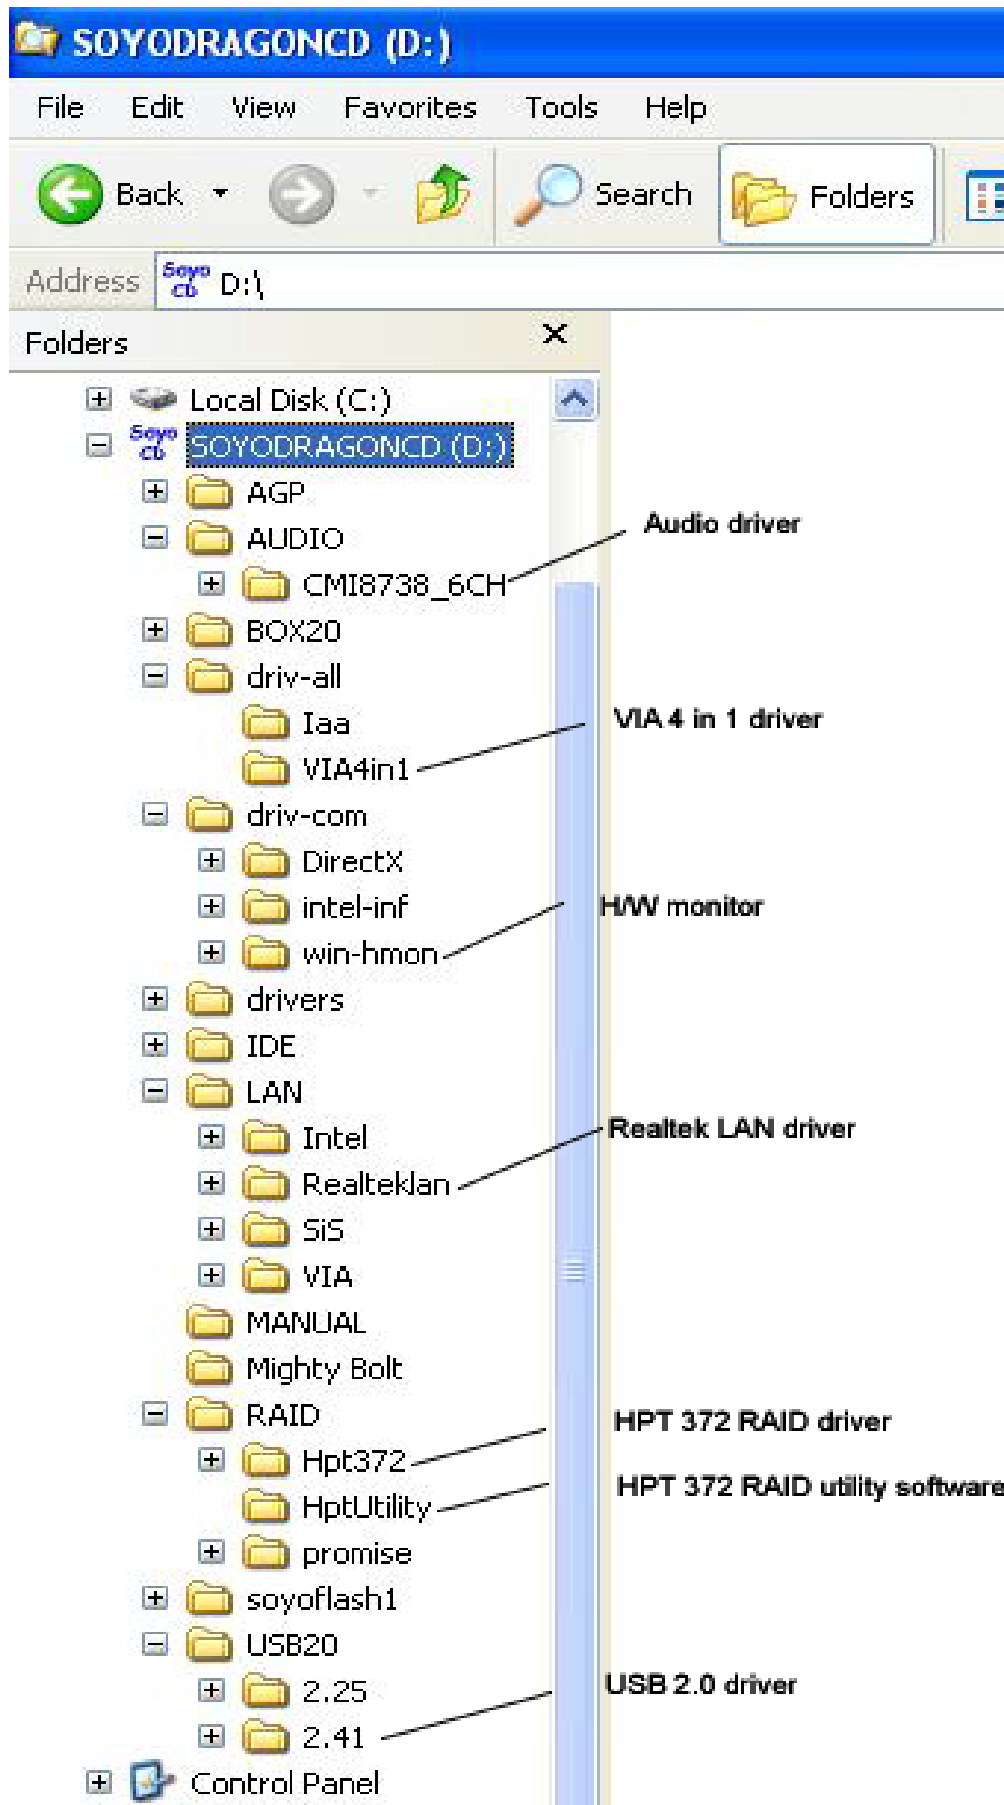 SOYODRAGONCD (D:)
File Edit View Favorites Tools Help
Back Search Folders
Address Soyo CD D:\
Folders
Local Disk (C:)
Soyo CD SOYODRAGONCD (D:)
AGP
AUDIO
Audio driver
CMI8738_6CH
BOX20
driv-all
Iaa
VIA 4 in 1 driver
VIA4in1
driv-com
DirectX
intel-inf
H/W monitor
win-hmon
drivers
IDE
LAN
Intel
Realtek LAN driver
Realteklan
SiS
VIA
MANUAL
Mighty Bolt
RAID
HPT 372 RAID driver
Hpt372
HPT 372 RAID utility software
HptUtility
promise
soyoflash1
USB20
2.25
USB 2.0 driver
2.41
Control Panel